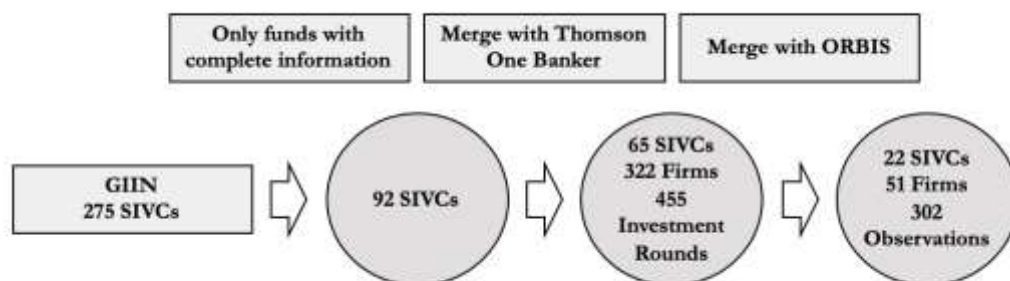 Only funds with
complete information
Merge with Thomson
One Banker
Merge with ORBIS
GIIN
275 SIVCs
92 SIVCs
65 SIVCs
322 Firms
455
Investment
Rounds
22 SIVCs
51 Firms
302
Observations